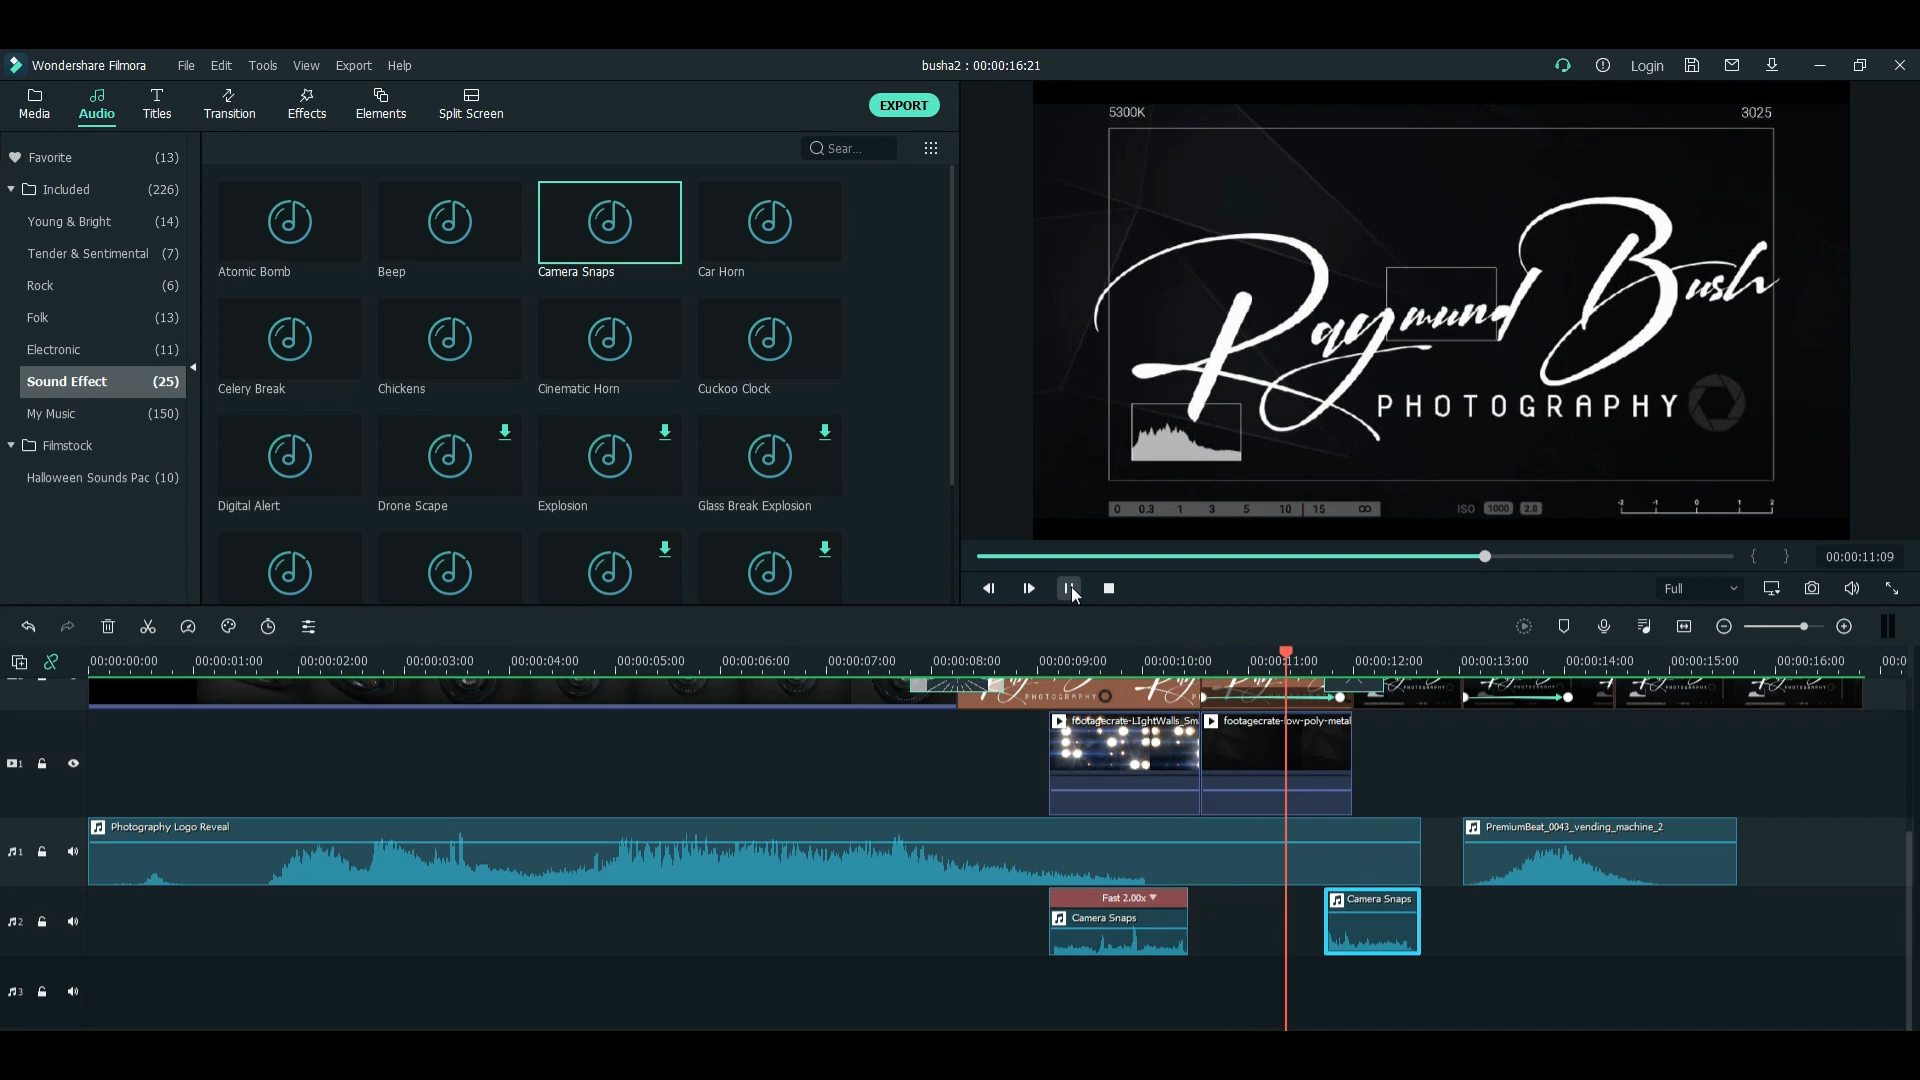 Wondershare Filmora
File Edit Tools View Export Help
busha2 : 00:00:16:21
Login
Media Audio Titles Transition Effects Elements Split Screen
EXPORT
Sear...
Favorite (13)
Included (226)
Young & Bright (14)
Tender & Sentimental (7)
Rock (6)
Folk (13)
Electronic (11)
Sound Effect (25)
My Music (150)
Filmstock
Halloween Sounds Pac (10)
Atomic Bomb Beep Camera Snaps Car Horn
Celery Break Chickens Cinematic Horn Cuckoo Clock
Digital Alert Drone Scape Explosion Glass Break Explosion
5300K 3025
Raymund Bush
PHOTOGRAPHY
0 0.3 1 3 5 10 15 ∞ ISO 1000 2.8 -2 -1 0 1 2
{ } 00:00:11:09
Full
00:00:00:00 00:00:01:00 00:00:02:00 00:00:03:00 00:00:04:00 00:00:05:00 00:00:06:00 00:00:07:00 00:00:08:00 00:00:09:00 00:00:10:00 00:00:11:00 00:00:12:00 00:00:13:00 00:00:14:00 00:00:15:00 00:00:16:00 00:0
PHOTOGRAPHY
footagecrate-LIghtWalls_Sm footagecrate-low-poly-metal
1
Photography Logo Reveal PremiumBeat_0043_vending_machine_2
1
Fast 2.00x
Camera Snaps Camera Snaps
2
3